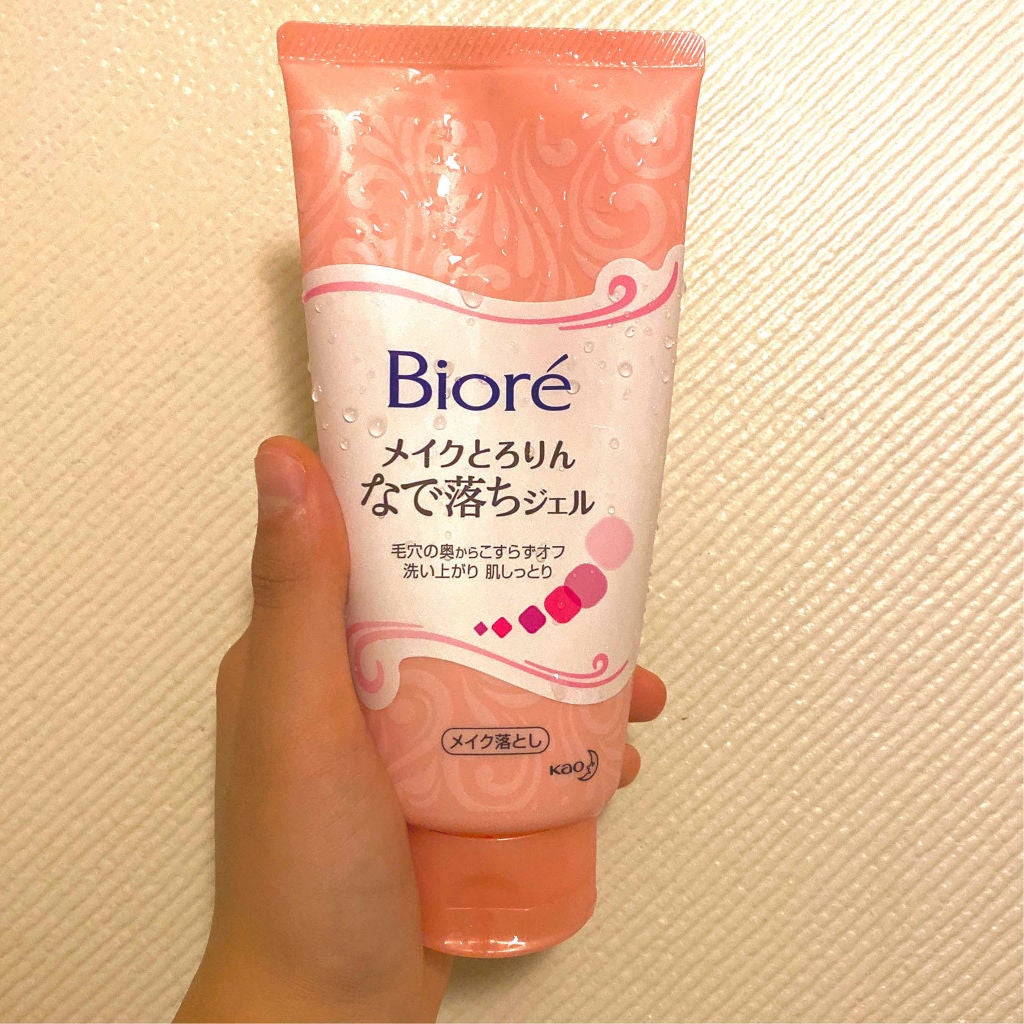 Bioré
メイクとろりん
なで落ちジェル
毛穴の奥からこすらずオフ
洗い上がり 肌しっとり
メイク落とし
Kao